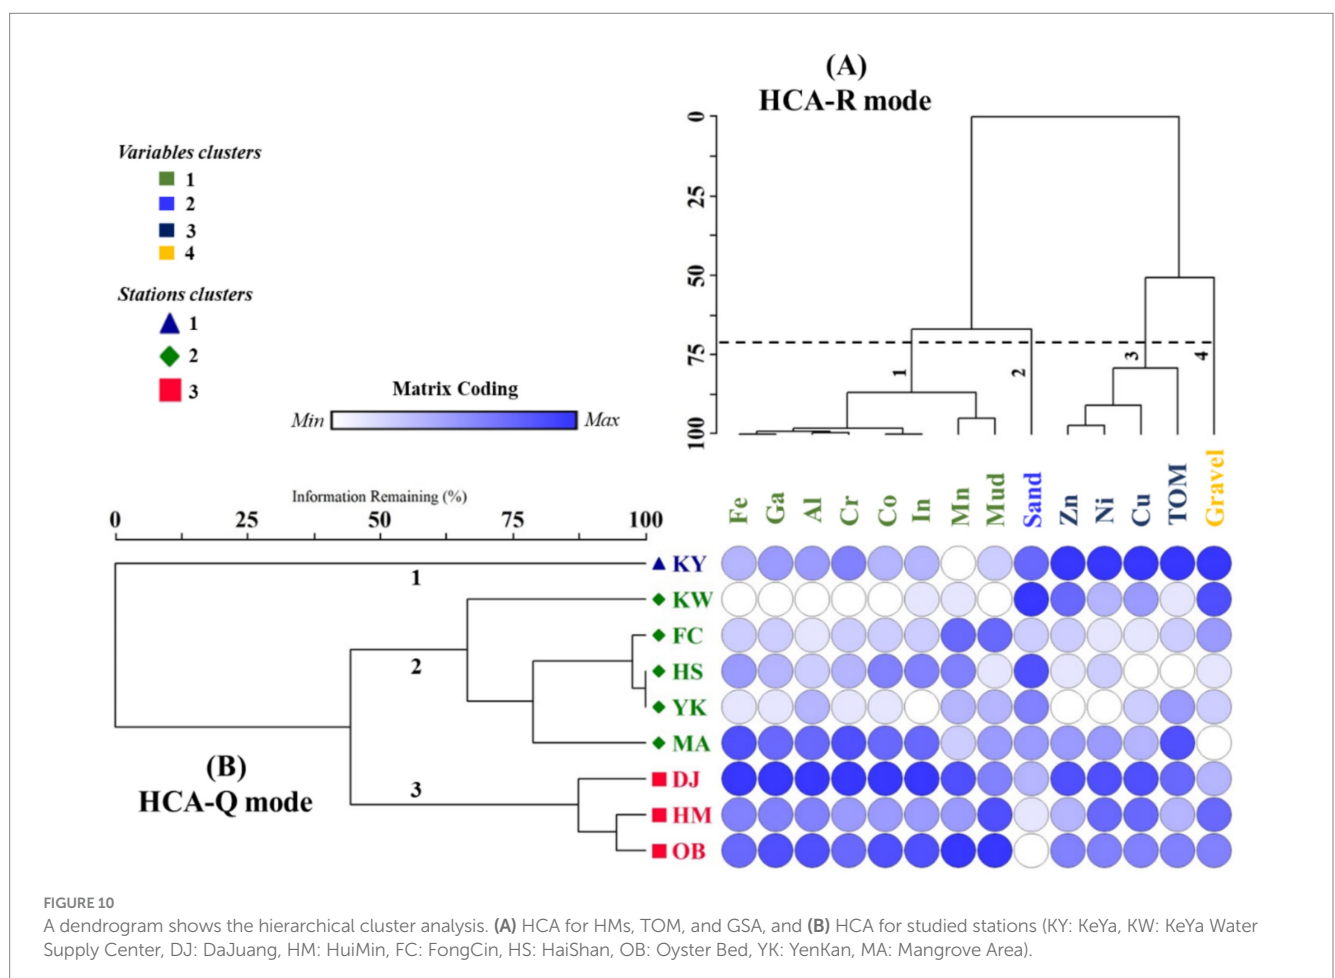 (A)
HCA-R mode
0
25
50
75
100
1
2
3
4
Variables clusters
1
2
3
4
Stations clusters
1
2
3
Matrix Coding
Min
Max
Fe
Ga
Al
Cr
Co
In
Mn
Mud
Sand
Zn
Ni
Cu
TOM
Gravel
Information Remaining (%)
0 25 50 75 100
1
2
3
KY
KW
FC
HS
YK
MA
DJ
HM
OB
(B)
HCA-Q mode
FIGURE 10
A dendrogram shows the hierarchical cluster analysis. (A) HCA for HMs, TOM, and GSA, and (B) HCA for studied stations (KY: KeYa, KW: KeYa Water
Supply Center, DJ: DaJuang, HM: HuiMin, FC: FongCin, HS: HaiShan, OB: Oyster Bed, YK: YenKan, MA: Mangrove Area).